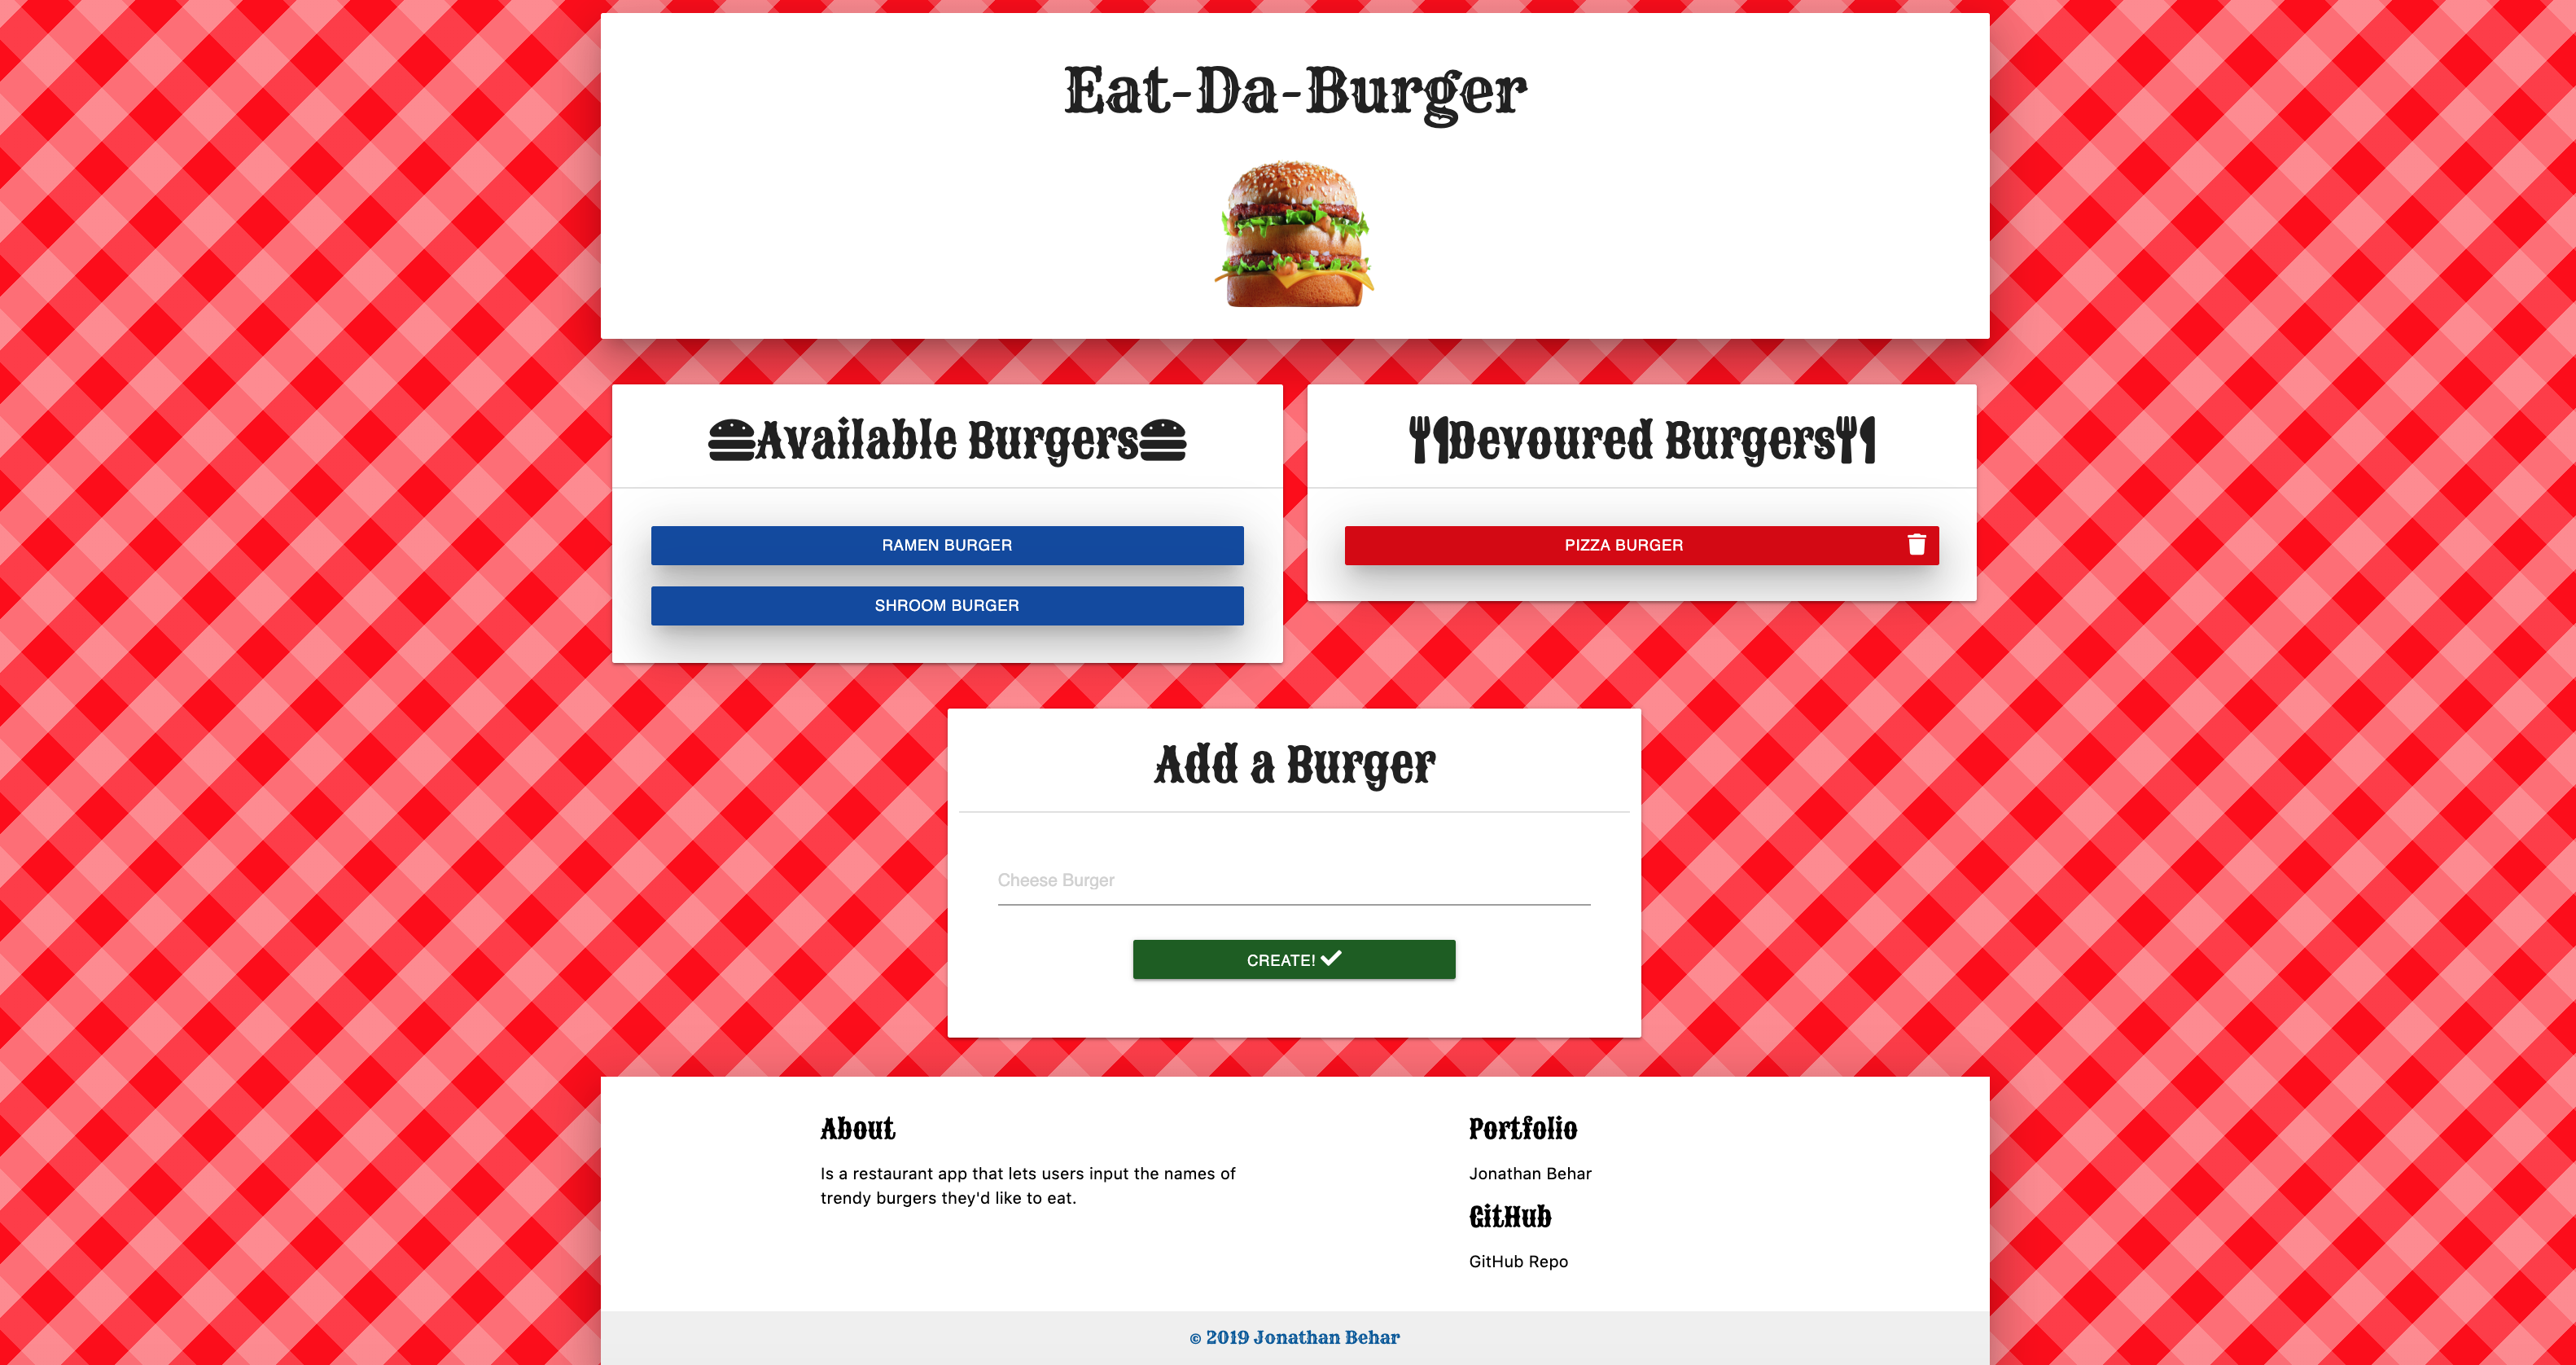 Eat-Da-Burger
Available Burgers
RAMEN BURGER
SHROOM BURGER
Devoured Burgers
PIZZA BURGER
Add a Burger
Cheese Burger
CREATE!
About
Is a restaurant app that lets users input the names of
trendy burgers they'd like to eat.
Portfolio
Jonathan Behar
GitHub
GitHub Repo
© 2019 Jonathan Behar